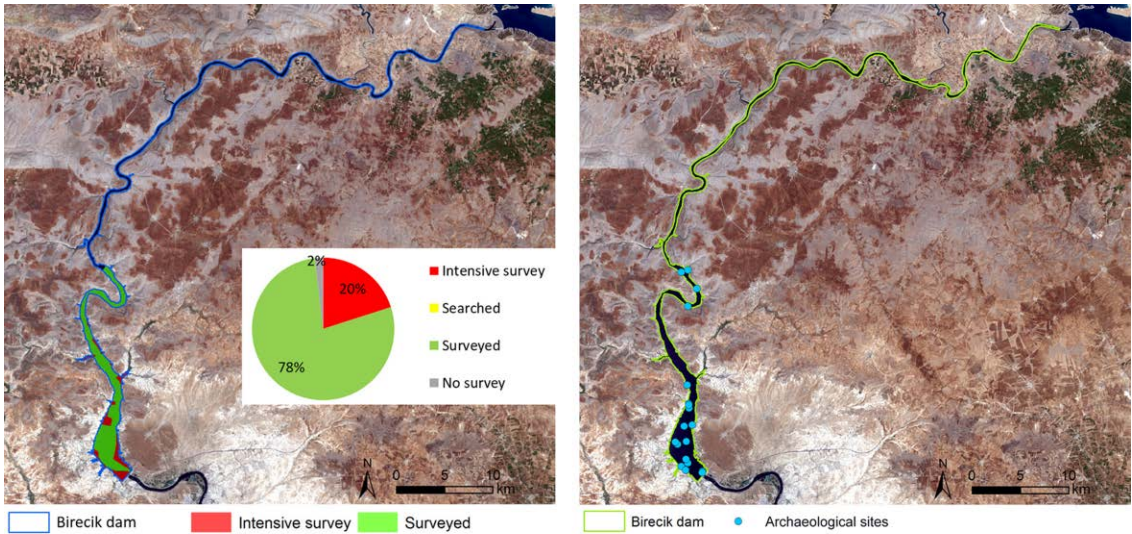 2%
20%
78%
Intensive survey
Searched
Surveyed
No survey
N
0 5 10
km
Birecik dam Intensive survey Surveyed
N
0 5 10
km
Birecik dam Archaeological sites